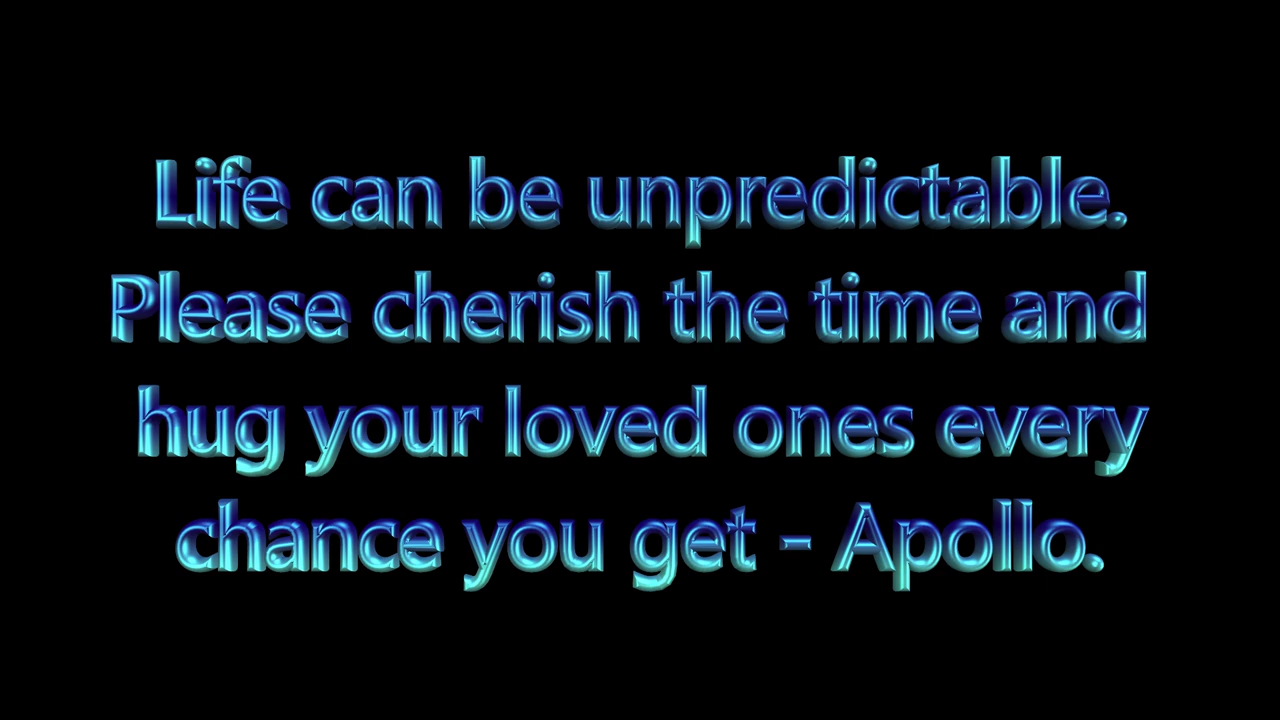 Life can be unpredictable.
Please cherish the time and
hug your loved ones every
chance you get - Apollo.